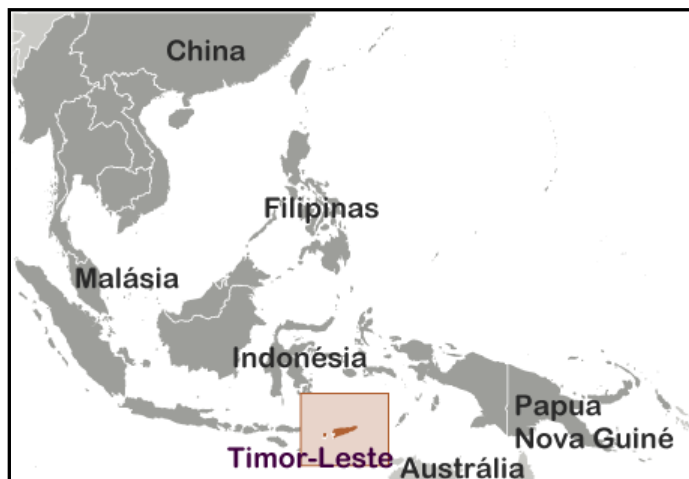 China
Filipinas
Malásia
Indonésia
Papua
Nova Guiné
Timor-Leste
Austrália